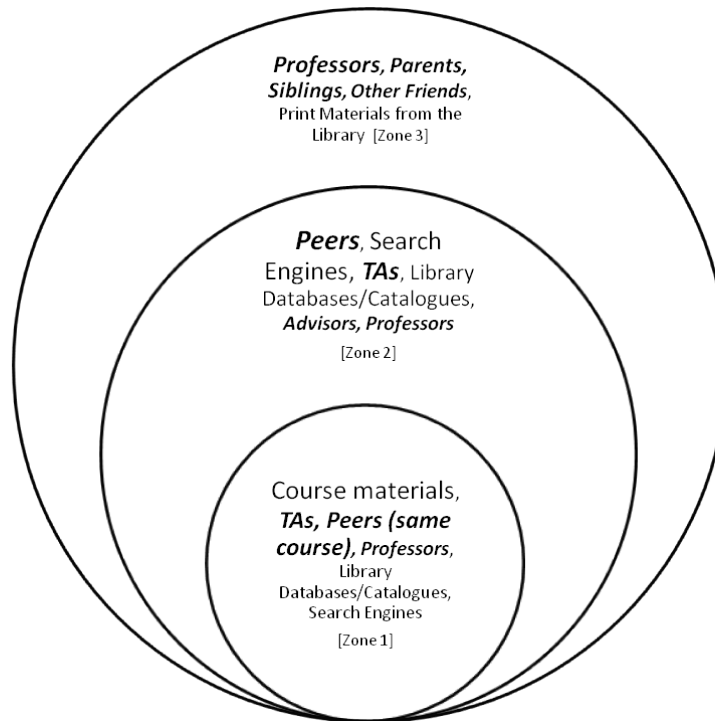 Professors, Parents,
Siblings, Other Friends,
Print Materials from the
Library [Zone 3]
Peers, Search
Engines, TAs, Library
Databases/Catalogues,
Advisors, Professors
[Zone 2]
Course materials,
TAs, Peers (same
course), Professors,
Library
Databases/Catalogues,
Search Engines
[Zone 1]